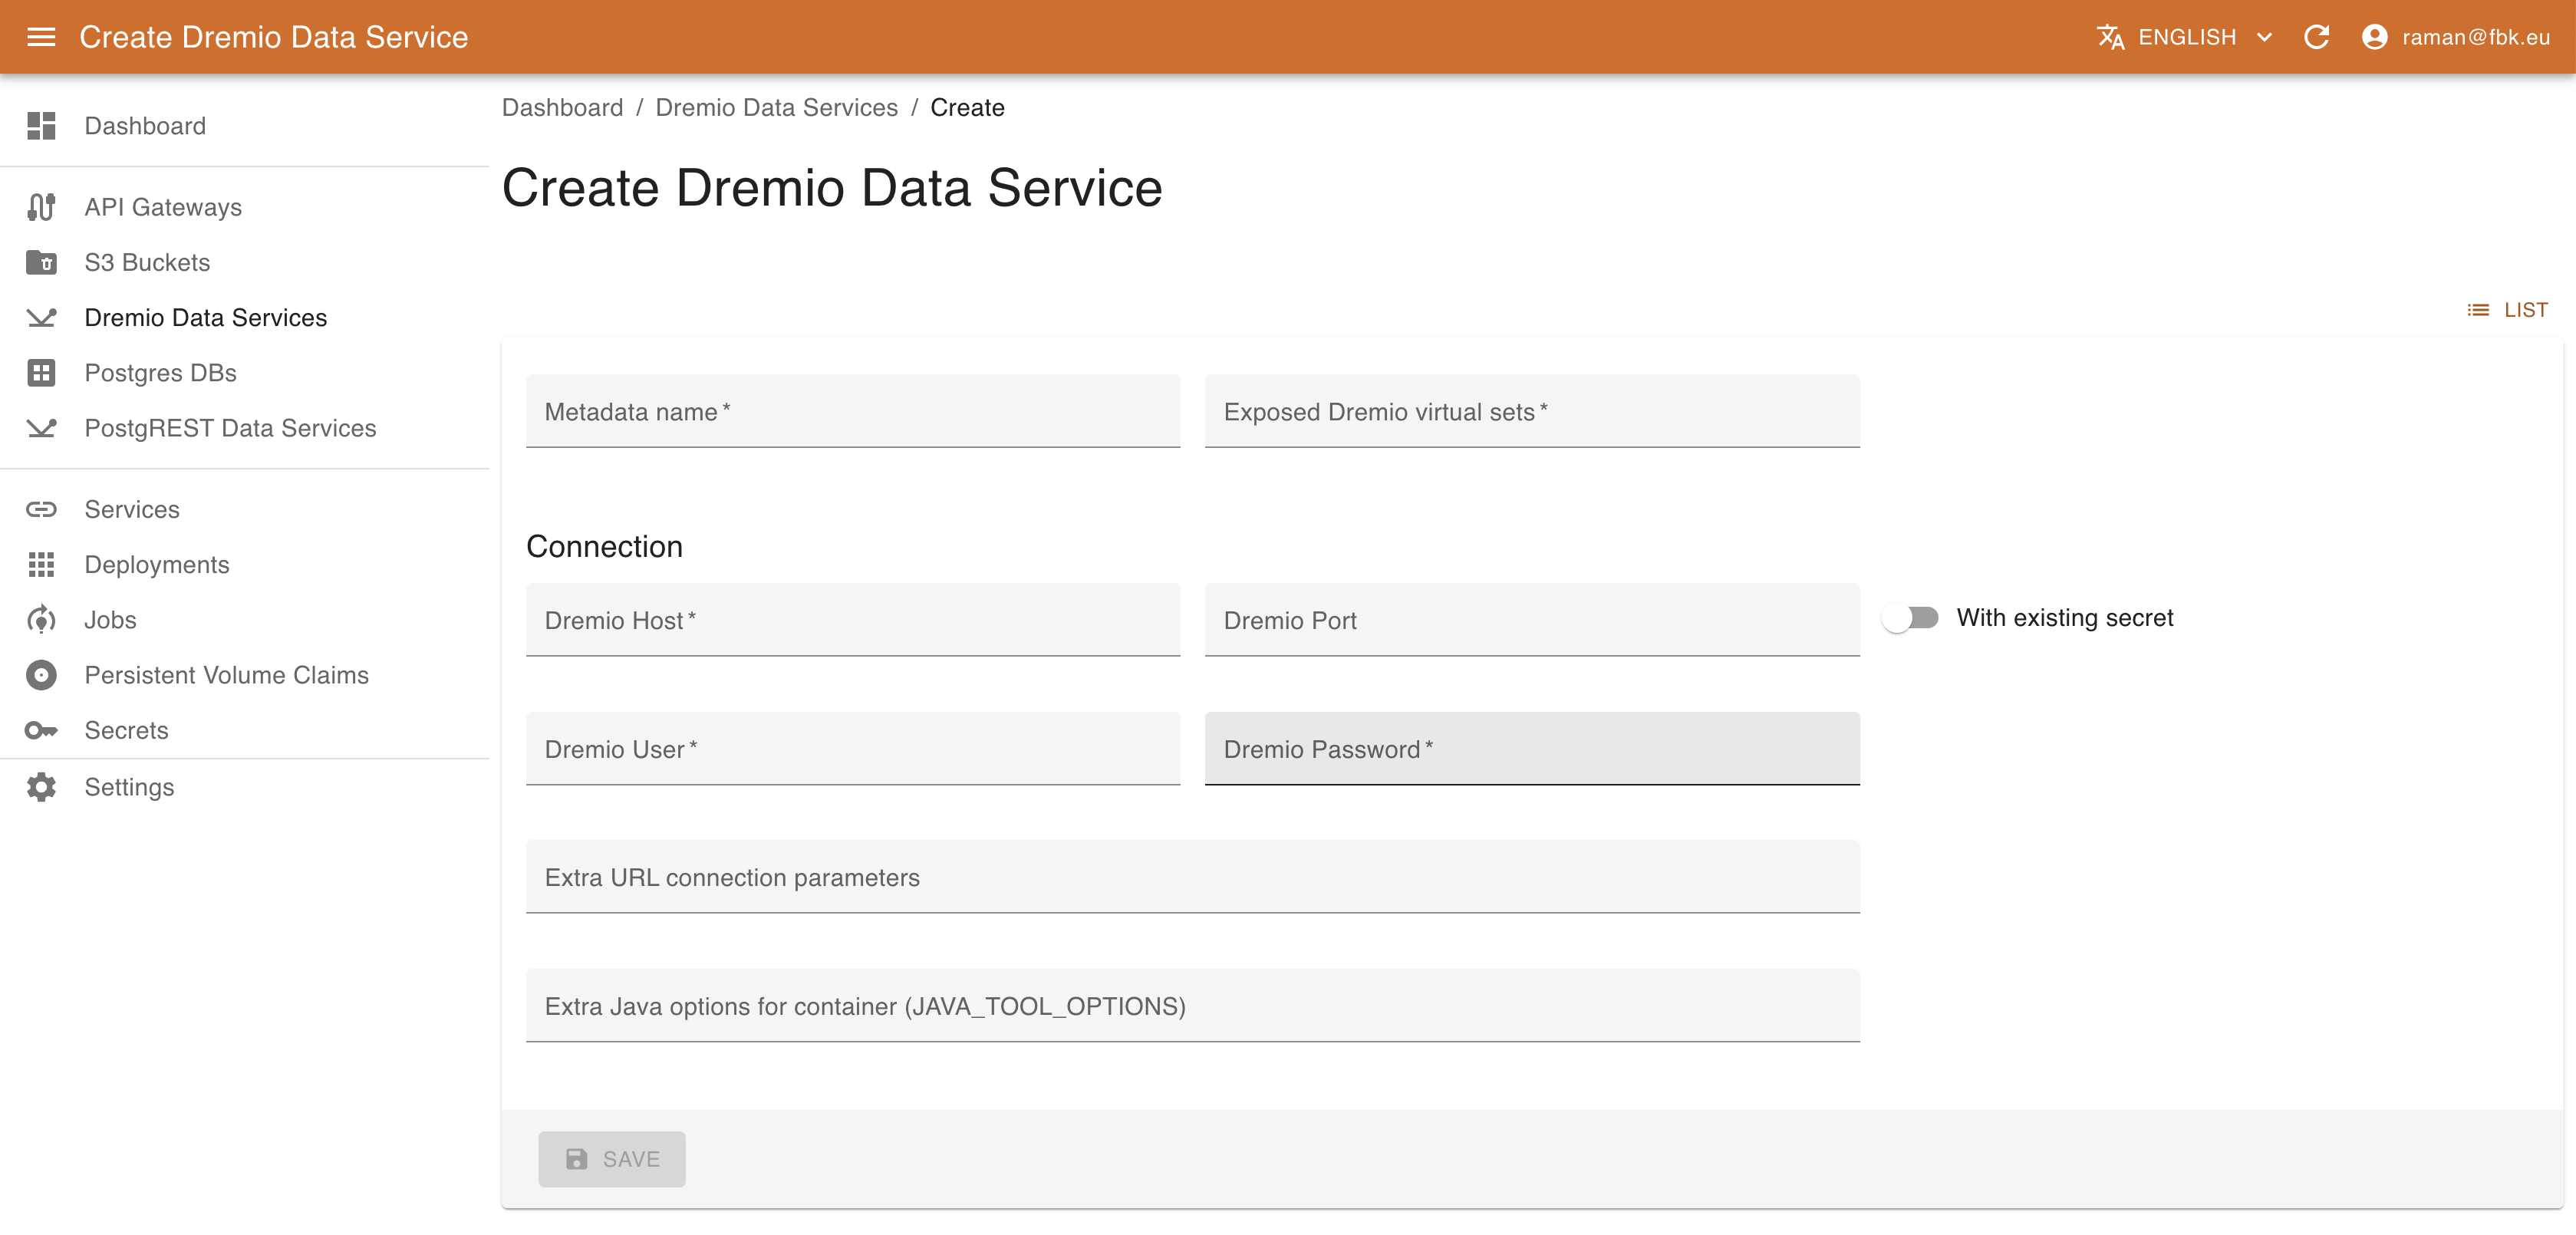 Create Dremio Data Service
ENGLISH
raman@fbk.eu
Dashboard
API Gateways
S3 Buckets
Dremio Data Services
Postgres DBs
PostgREST Data Services
Services
Deployments
Jobs
Persistent Volume Claims
Secrets
Settings
Dashboard / Dremio Data Services / Create
Create Dremio Data Service
LIST
Metadata name *
Exposed Dremio virtual sets *
Connection
Dremio Host *
Dremio Port
With existing secret
Dremio User *
Dremio Password *
Extra URL connection parameters
Extra Java options for container (JAVA_TOOL_OPTIONS)
SAVE